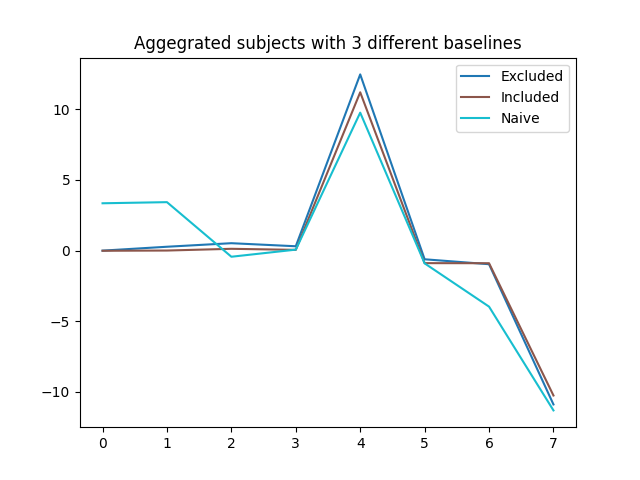 Aggegrated subjects with 3 different baselines
Excluded
Included
Naive
10
5
0
−5
−10
0 1 2 3 4 5 6 7